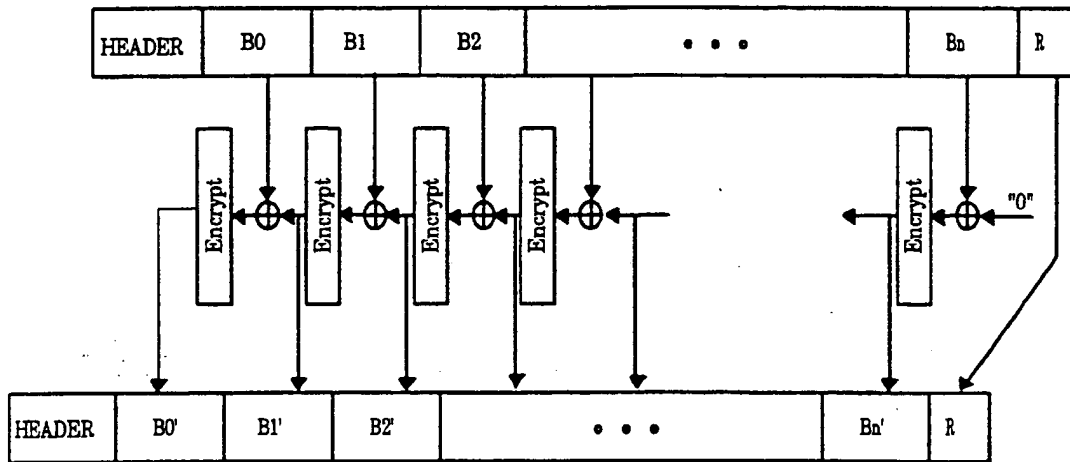 HEADER B0 B1 B2 • • • Bn R
Encrypt Encrypt Encrypt Encrypt Encrypt "0"
HEADER B0' B1' B2' • • • Bn' R